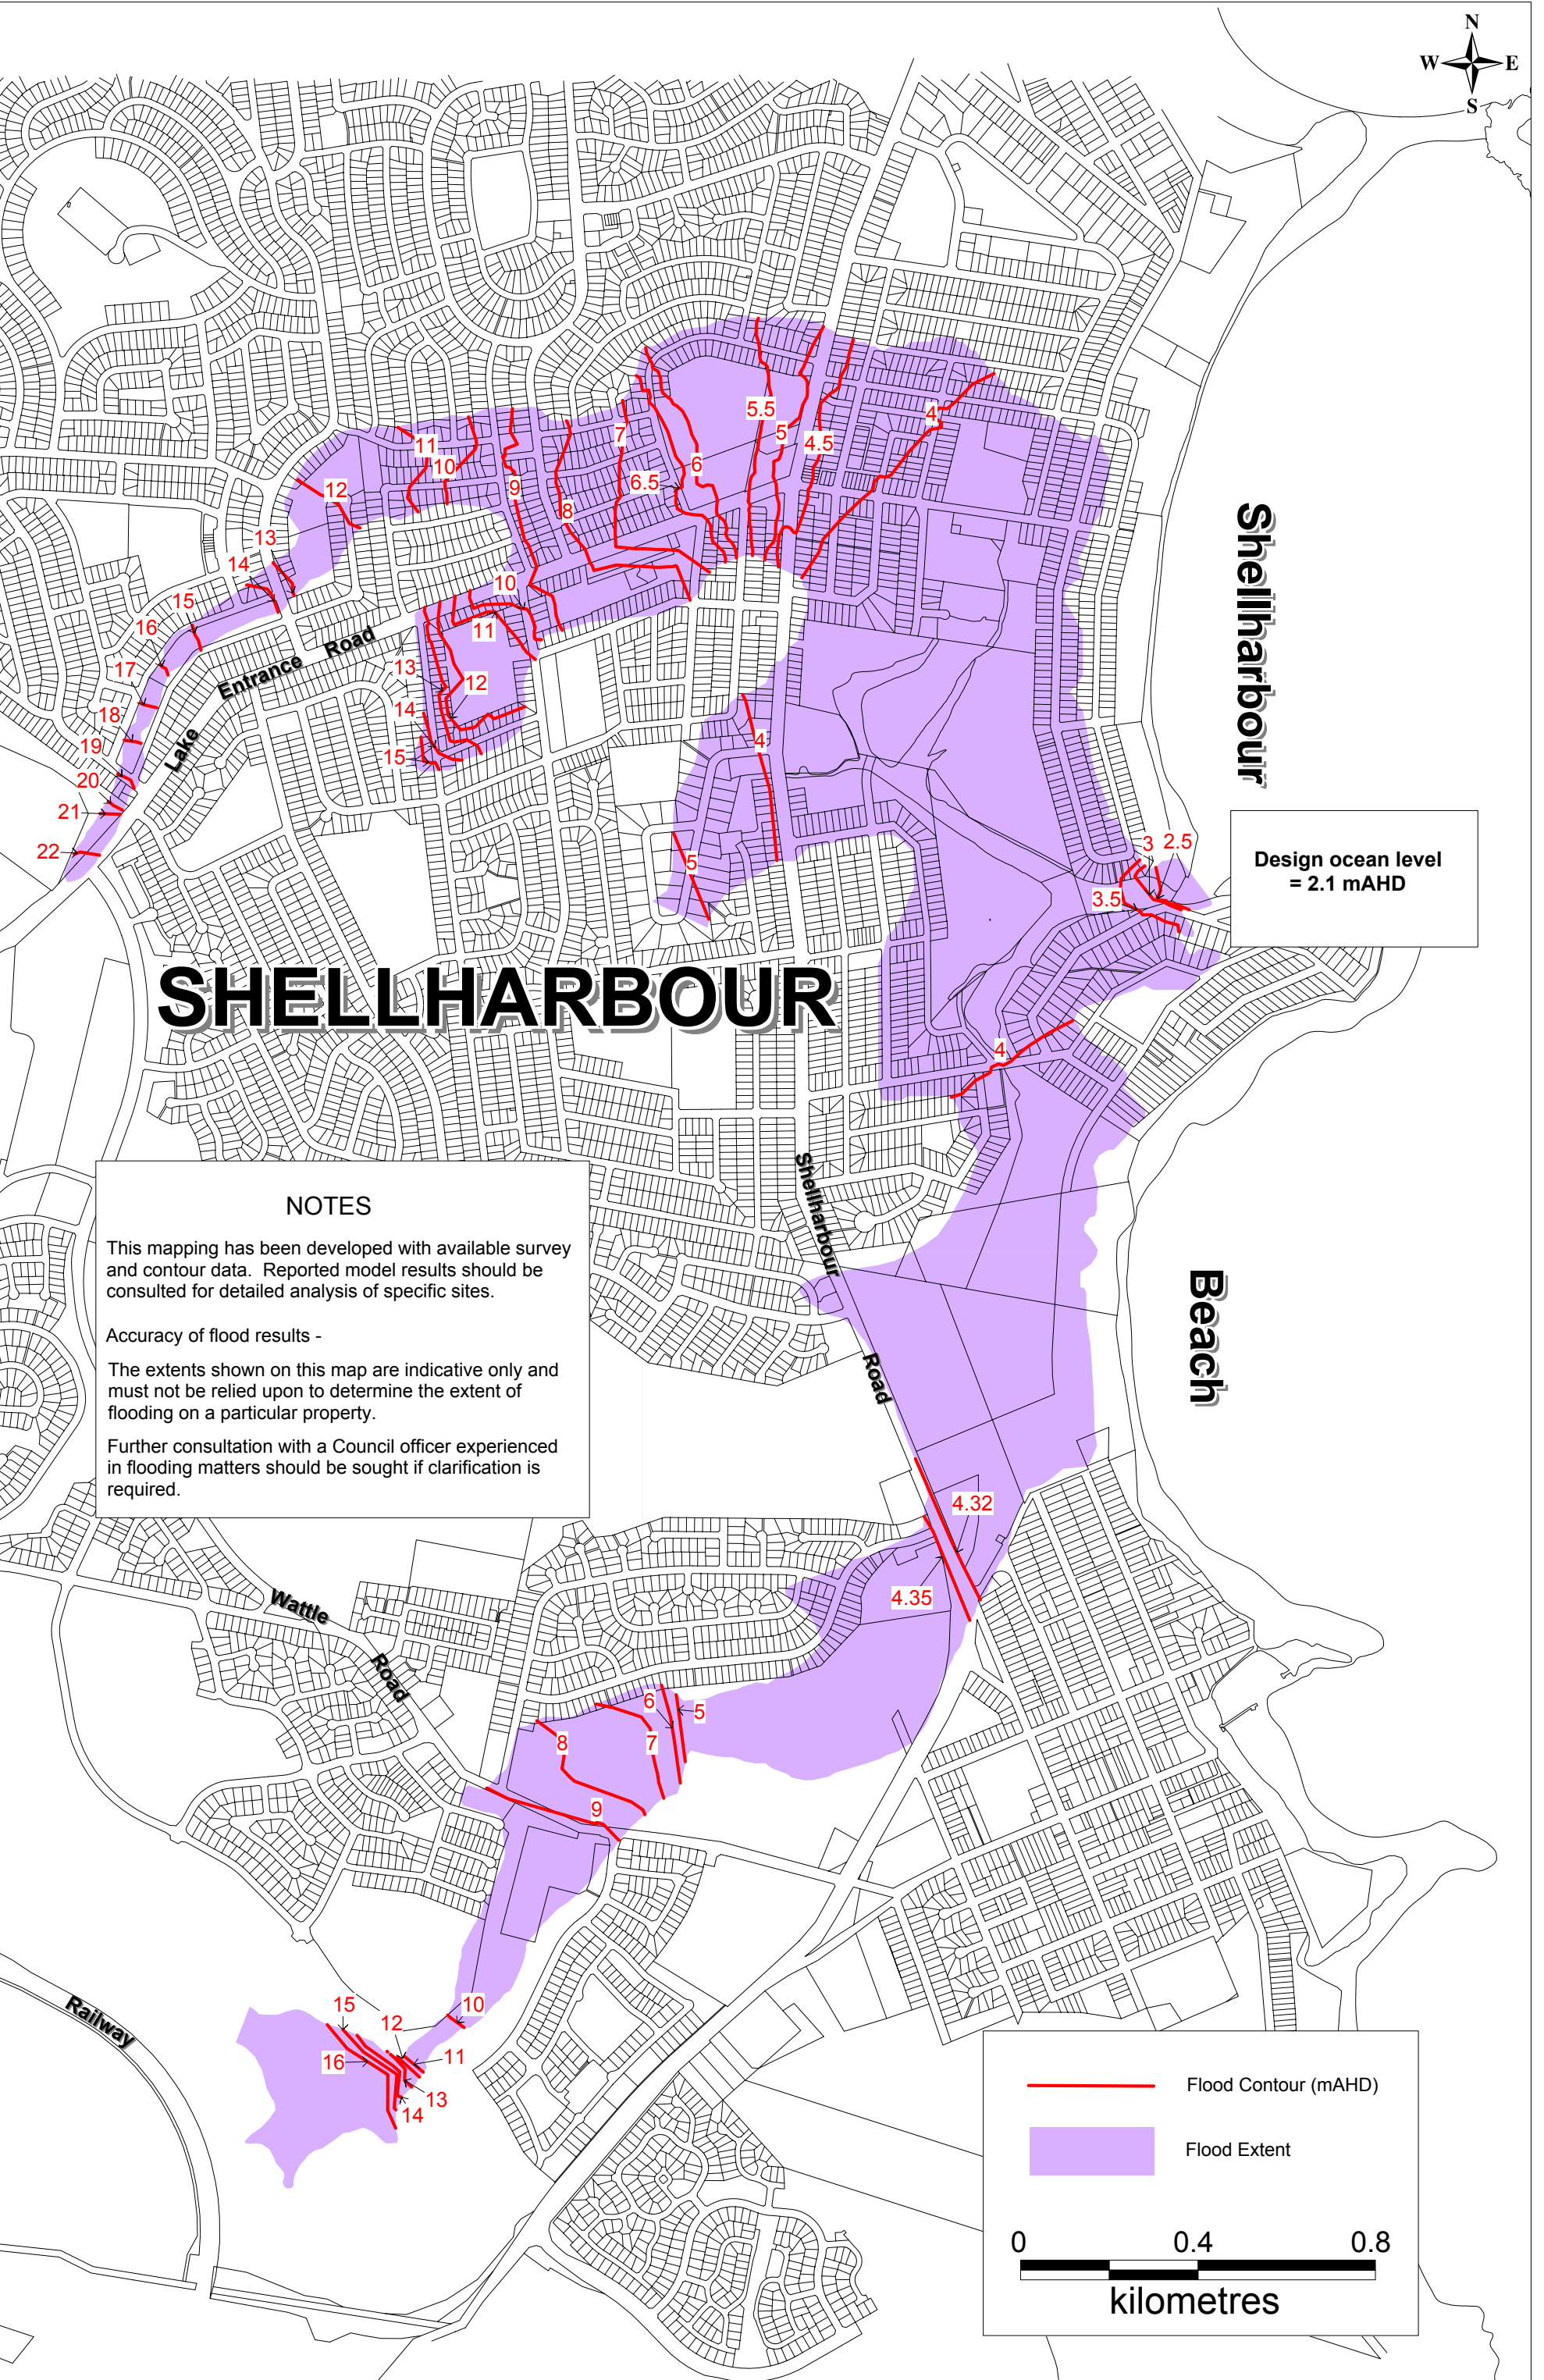 N
W E
S
5.5
5
4.5
4
7
6
6.5
11
10
9
8
12
13
14
10
15
11
16
13
12
17
14
18
15
19
20
21
22
Entrance Road
Lake
4
5
3 2.5
3.5
4
Shellharbour
Beach
Design ocean level
= 2.1 mAHD
SHELLHARBOUR
NOTES
This mapping has been developed with available survey
and contour data. Reported model results should be
consulted for detailed analysis of specific sites.
Accuracy of flood results -
The extents shown on this map are indicative only and
must not be relied upon to determine the extent of
flooding on a particular property.
Further consultation with a Council officer experienced
in flooding matters should be sought if clarification is
required.
Shellharbour
Road
4.32
4.35
Wattle
Road
6
5
8
7
9
Railway
15
12
10
16
11
13
14
Flood Contour (mAHD)
Flood Extent
0 0.4 0.8
kilometres